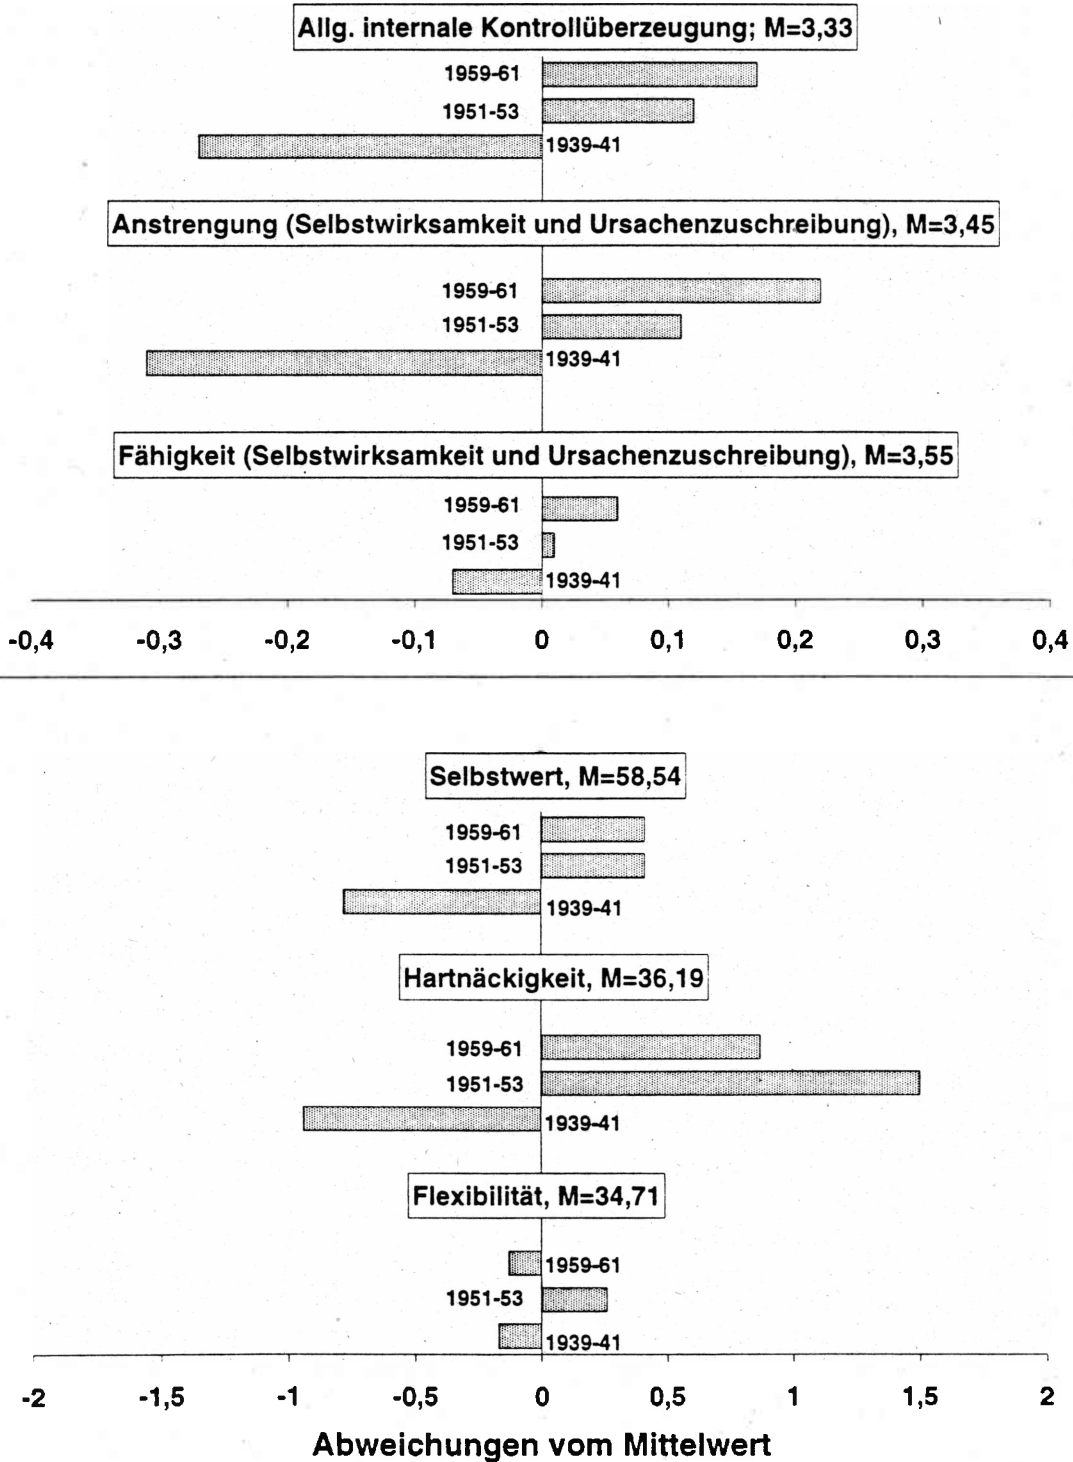 Allg. internale Kontrollüberzeugung; M=3,33
1959-61
1951-53
1939-41
Anstrengung (Selbstwirksamkeit und Ursachenzuschreibung), M=3,45
1959-61
1951-53
1939-41
Fähigkeit (Selbstwirksamkeit und Ursachenzuschreibung), M=3,55
1959-61
1951-53
1939-41
-0,4 -0,3 -0,2 -0,1 0 0,1 0,2 0,3 0,4
Selbstwert, M=58,54
1959-61
1951-53
1939-41
Hartnäckigkeit, M=36,19
1959-61
1951-53
1939-41
Flexibilität, M=34,71
1959-61
1951-53
1939-41
-2 -1,5 -1 -0,5 0 0,5 1 1,5 2
Abweichungen vom Mittelwert